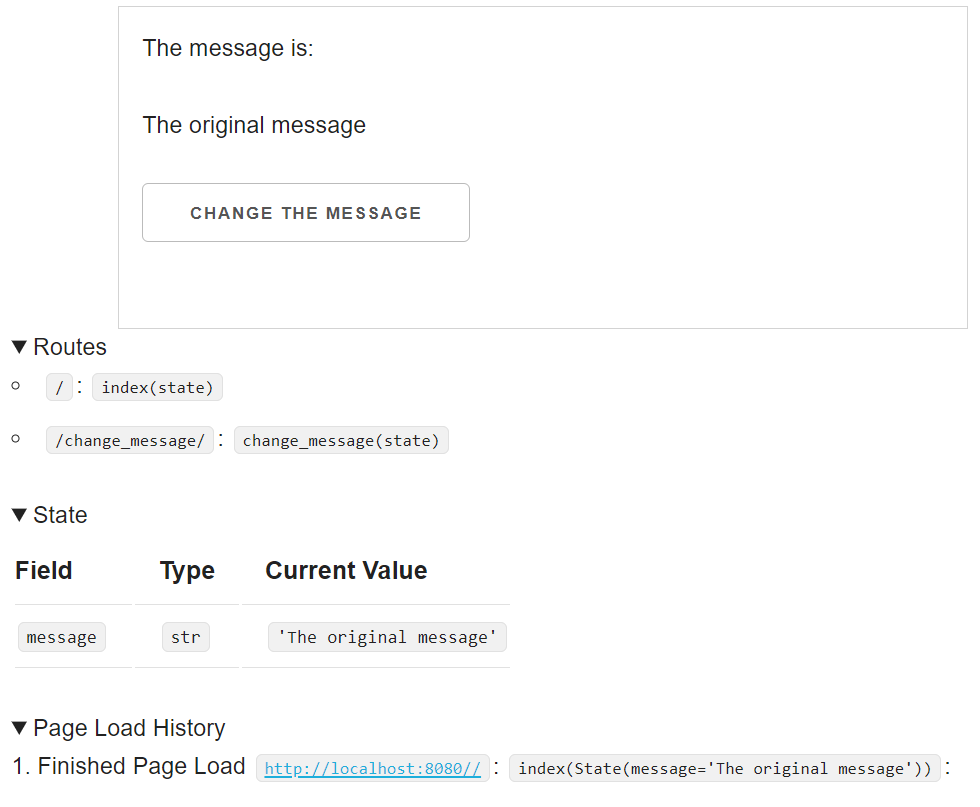 The message is:
The original message
CHANGE THE MESSAGE
Routes
/ : index(state)
/change_message/ : change_message(state)
State
Field Type Current Value
message str 'The original message'
Page Load History
1. Finished Page Load http://localhost:8080// : index(State(message='The original message')) :